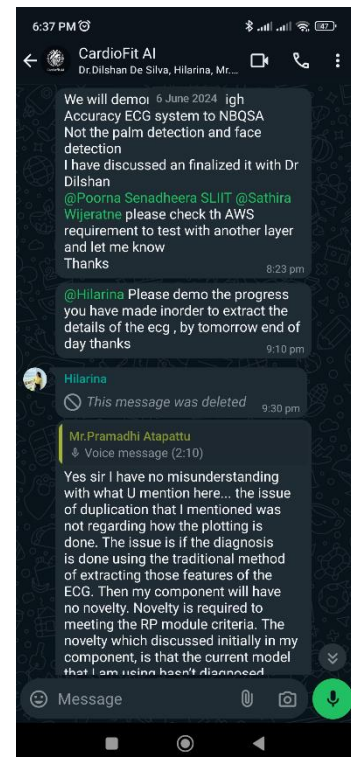 6:37 PM
47
CardioFit AI
Dr.Dilshan De Silva, Hilarina, Mr....
We will demo 6 June 2024 igh
Accuracy ECG system to NBQSA
Not the palm detection and face
detection
I have discussed an finalized it with Dr
Dilshan
@Poorna Senadheera SLIIT @Sathira
Wijeratne please check th AWS
requirement to test with another layer
and let me know
Thanks
8:23 pm
@Hilarina Please demo the progress
you have made inorder to extract the
details of the ecg , by tomorrow end of
day thanks
9:10 pm
Hilarina
This message was deleted
9:30 pm
Mr.Pramadhi Atapattu
Voice message (2:10)
Yes sir I have no misunderstanding
with what U mention here... the issue
of duplication that I mentioned was
not regarding how the plotting is
done. The issue is if the diagnosis
is done using the traditional method
of extracting those features of the
ECG. Then my component will have
no novelty. Novelty is required to
meeting the RP module criteria. The
novelty which discussed initially in my
component, is that the current model
that I am using hasn't diagnosed
Message